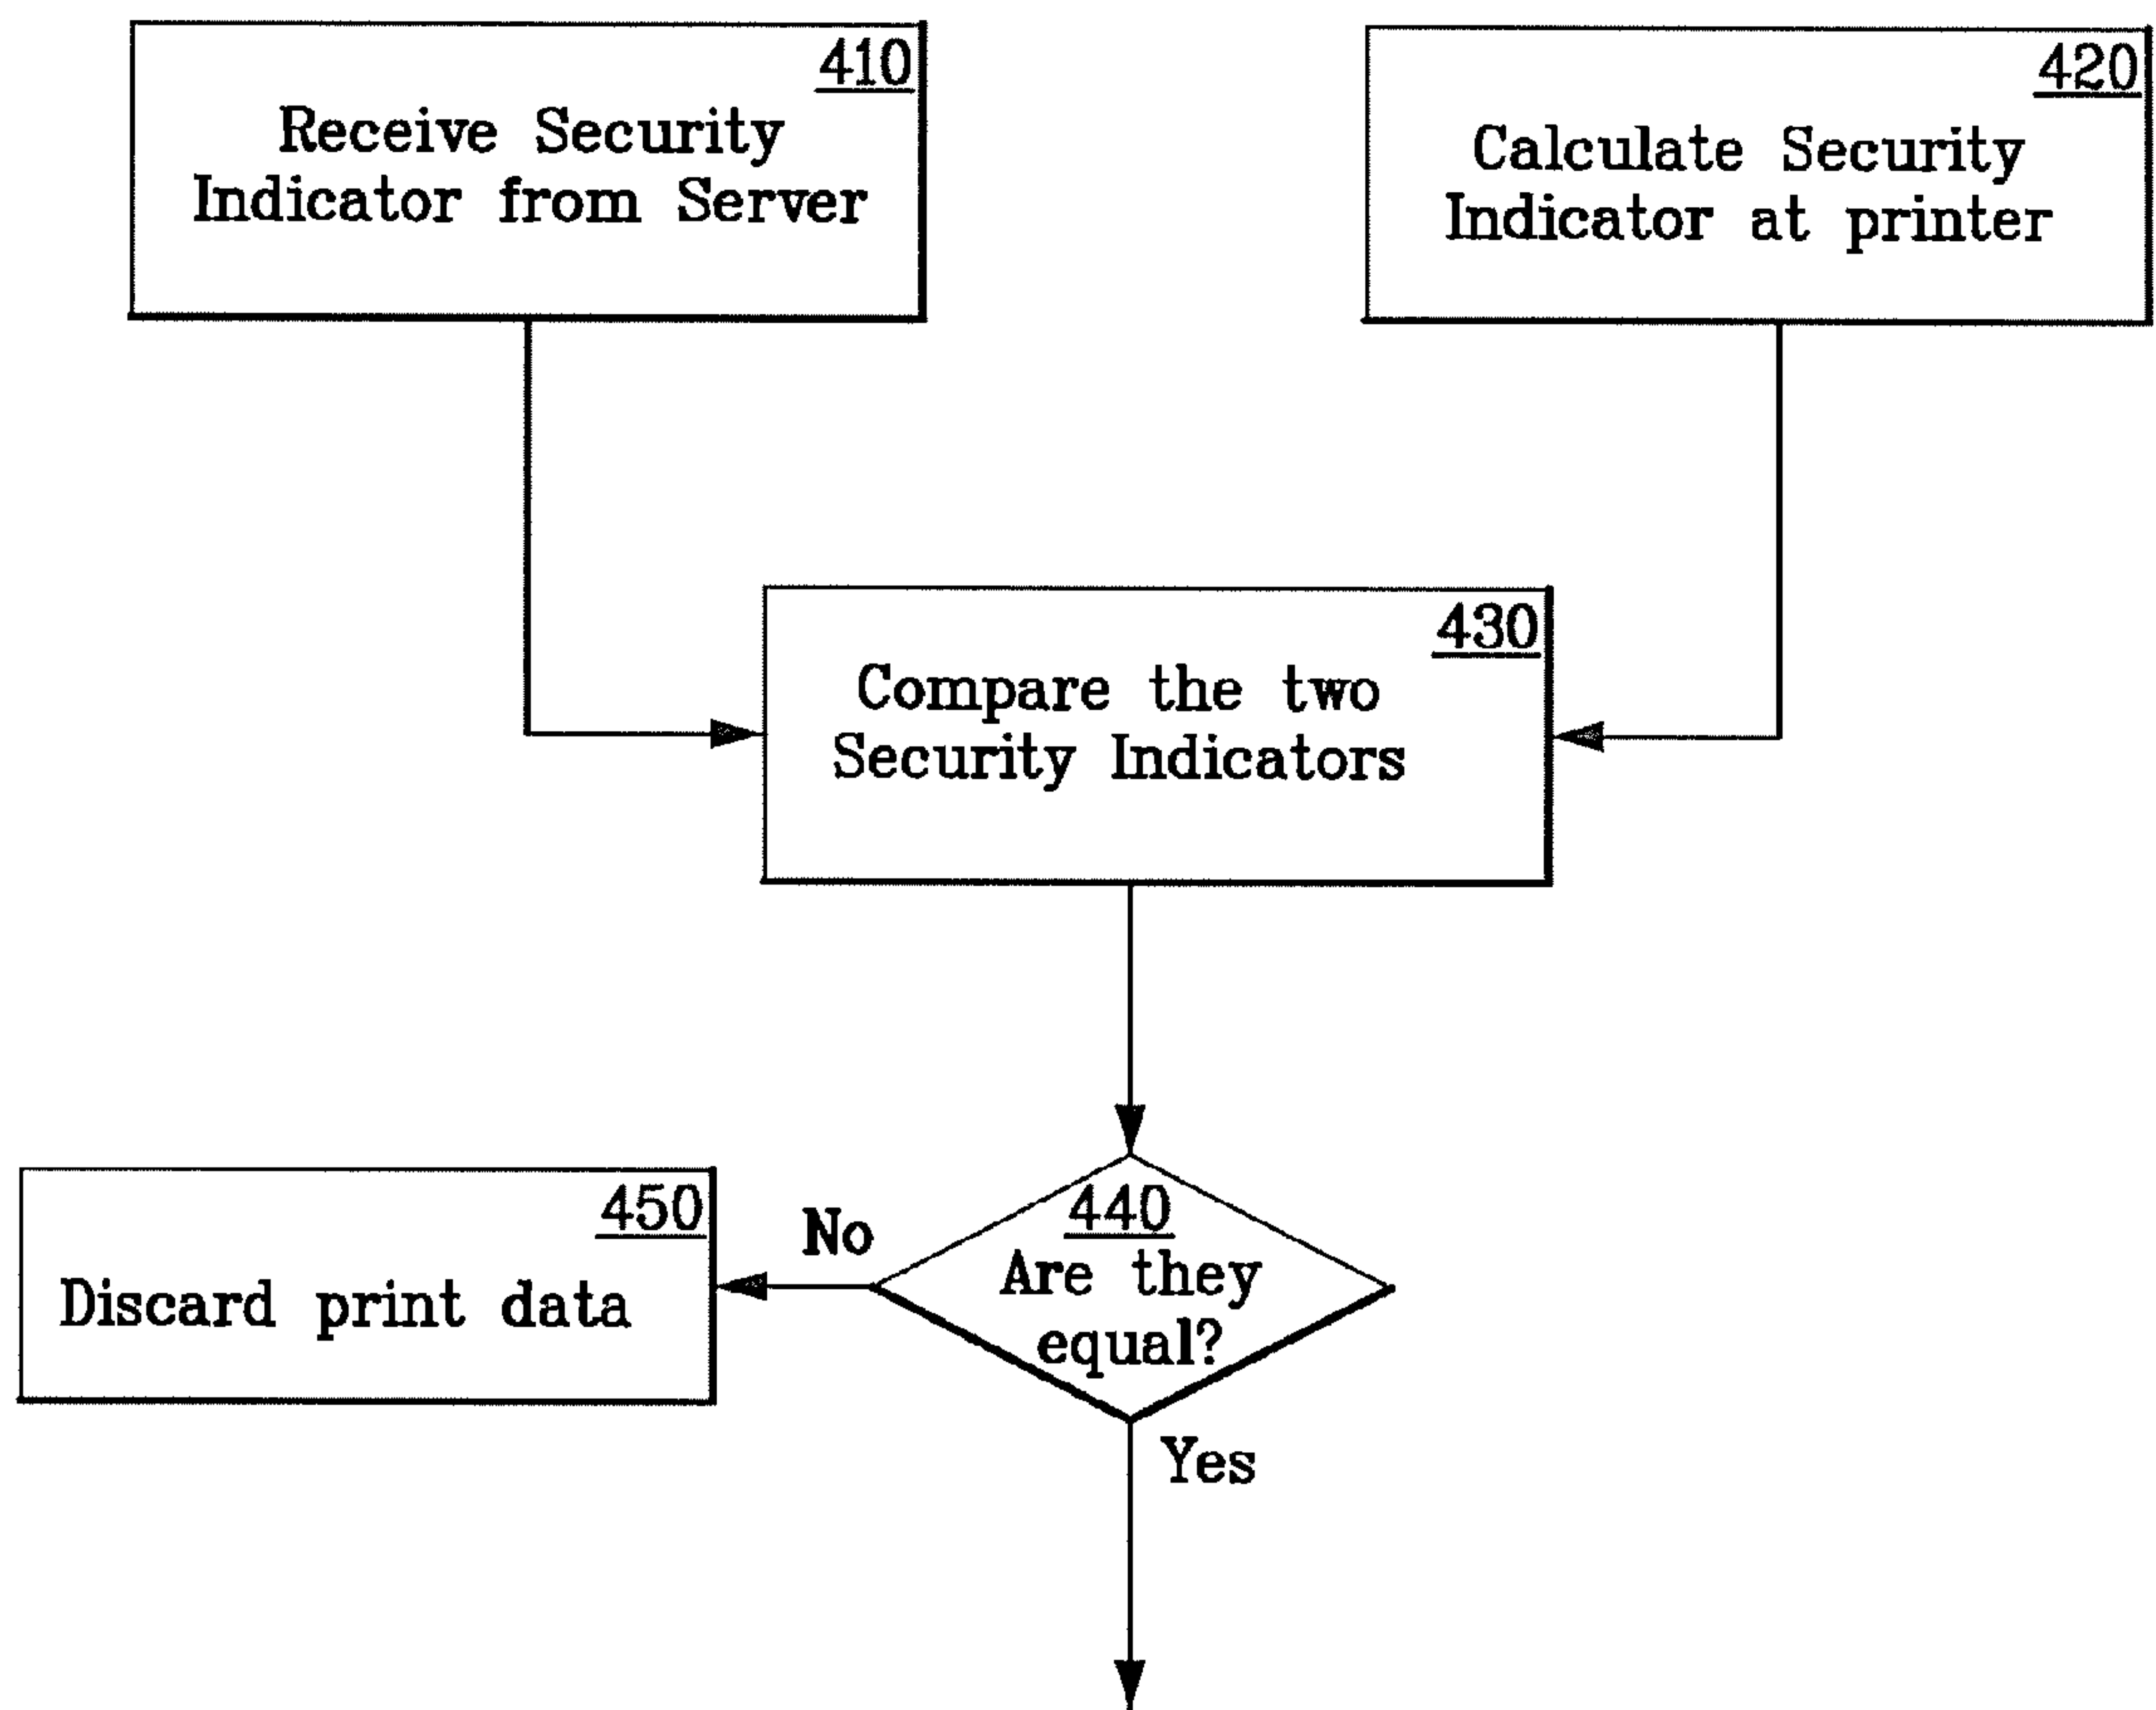 410
Receive Security
Indicator from Server
420
Calculate Security
Indicator at printer
430
Compare the two
Security Indicators
440
Are they
equal?
No
450
Discard print data
Yes